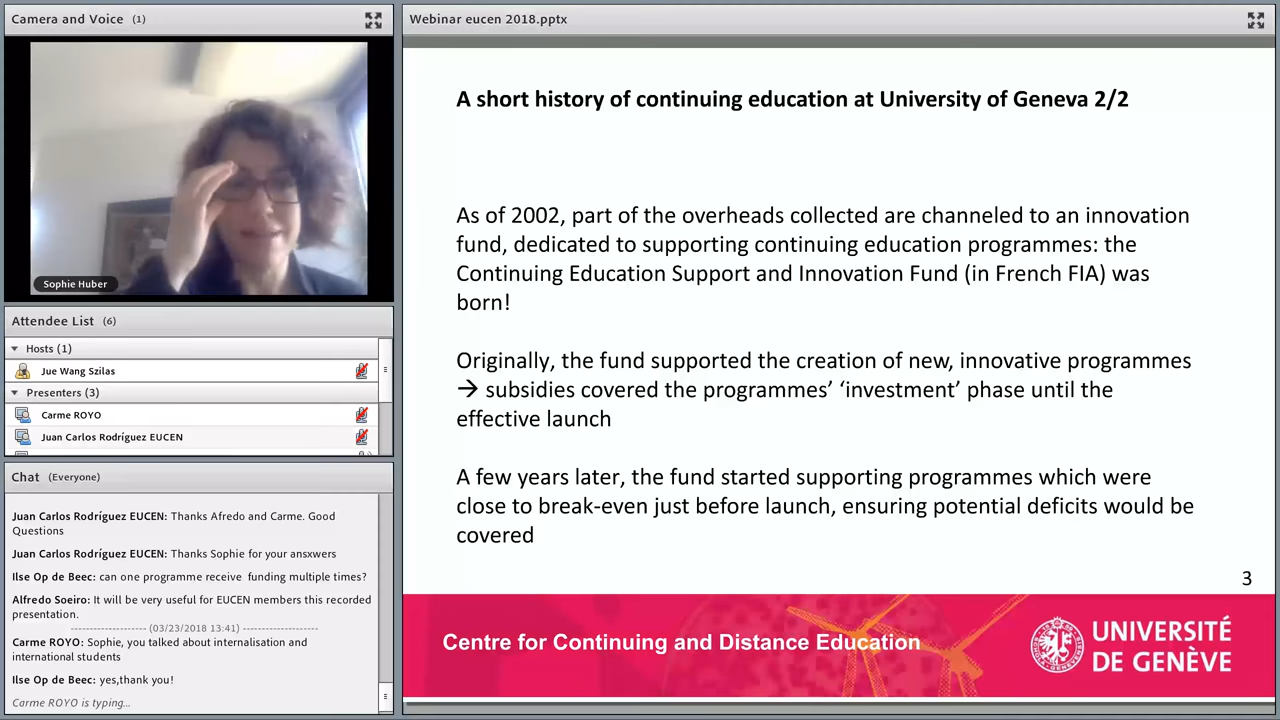 Camera and Voice (1)
Sophie Huber
Attendee List (6)
Hosts (1)
Jue Wang Szilas
Presenters (3)
Carme ROYO
Juan Carlos Rodríguez EUCEN
Chat (Everyone)
Juan Carlos Rodríguez EUCEN: Thanks Afredo and Carme. Good
Questions
Juan Carlos Rodríguez EUCEN: Thanks Sophie for your ansxwers
Ilse Op de Beec: can one programme receive funding multiple times?
Alfredo Soeiro: It will be very useful for EUCEN members this recorded
presentation.
-------------------- (03/23/2018 13:41) --------------------
Carme ROYO: Sophie, you talked about internalisation and
international students
Ilse Op de Beec: yes,thank you!
Carme ROYO is typing...
Webinar eucen 2018.pptx
A short history of continuing education at University of Geneva 2/2
As of 2002, part of the overheads collected are channeled to an innovation
fund, dedicated to supporting continuing education programmes: the
Continuing Education Support and Innovation Fund (in French FIA) was
born!
Originally, the fund supported the creation of new, innovative programmes
→ subsidies covered the programmes’ ‘investment’ phase until the
effective launch
A few years later, the fund started supporting programmes which were
close to break-even just before launch, ensuring potential deficits would be
covered
3
Centre for Continuing and Distance Education
UNIVERSITÉ
DE GENÈVE